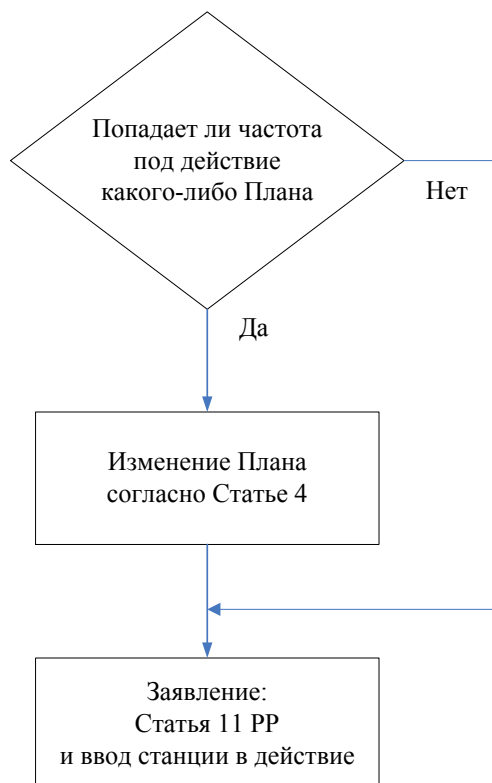 Попадает ли частота
под действие
какого-либо Плана
Нет
Да
Изменение Плана
согласно Статье 4
Заявление:
Статья 11 РР
и ввод станции в действие